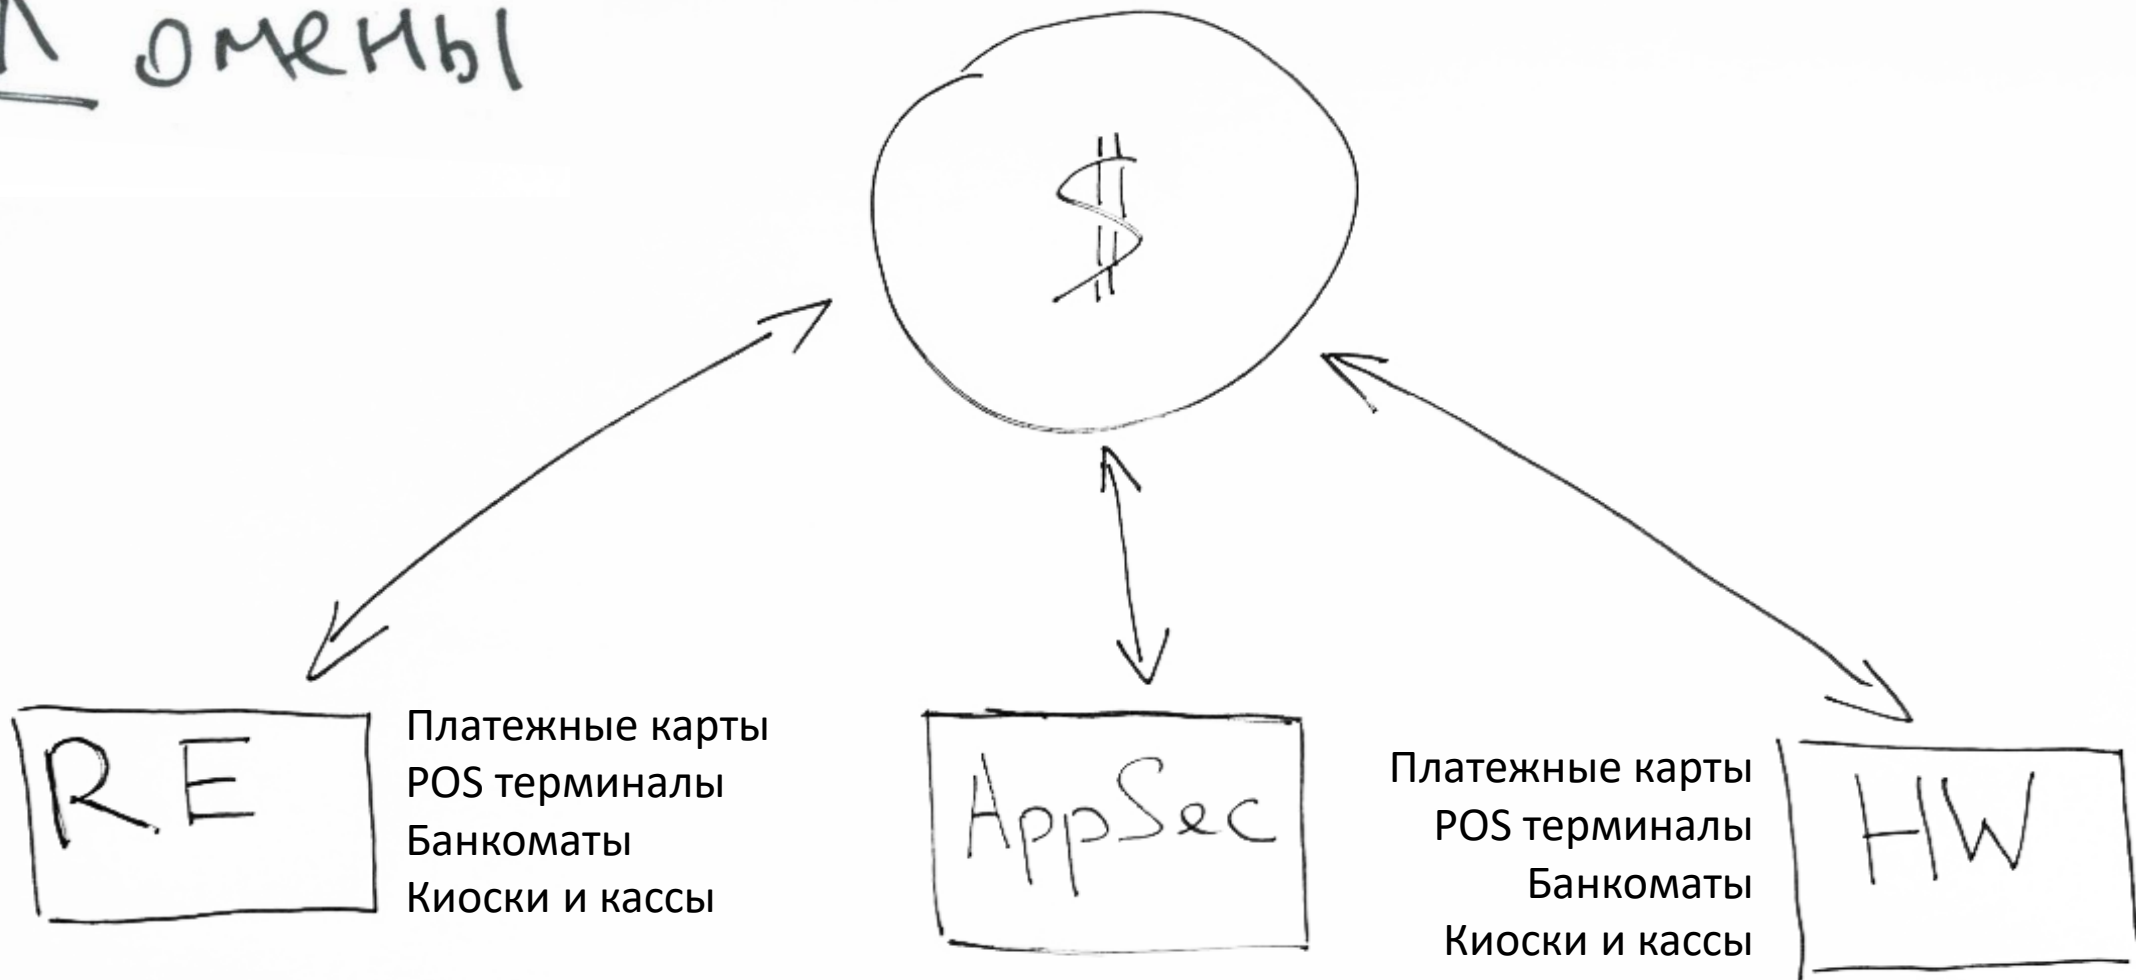 Домены
$
RE
Платежные карты
POS терминалы
Банкоматы
Киоски и кассы
AppSec
Платежные карты
POS терминалы
Банкоматы
Киоски и кассы
HW